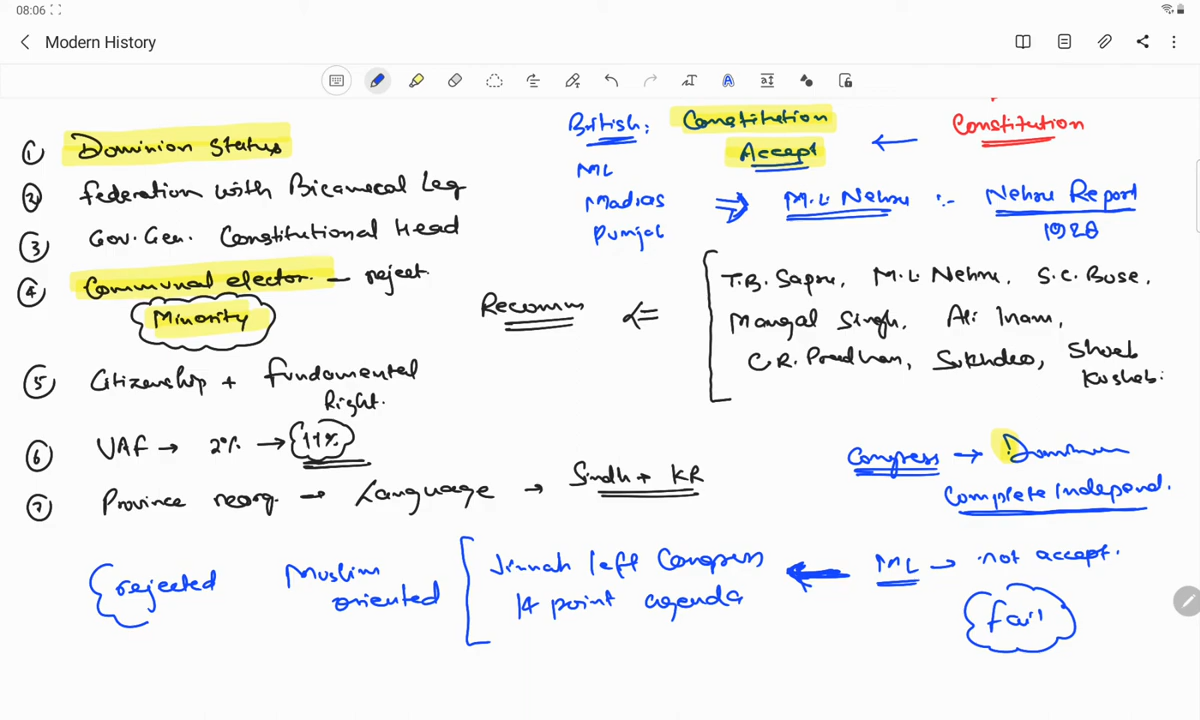 08:06
Modern History
① Dominion Status
② federation with Bicameral Leg
③ Gov. Gen. Constitutional Head
④ Communal elector. – reject.
Minority
⑤ Citizenship + fundamental Right.
⑥ UAF → 2% → 11%
⑦ Province reorg. → Language → Sindh + KR
British, Constitution Accept ← Constitution
ML
Madras ⇒ M.L Nehru :- Nehru Report
Punjab 1928
Recomm ⇐
T.B. Sapru, M.L Nehru, S.C. Bose,
Mangal Singh, Ali Imam,
C.R. Pradhan, Sukhdeo, Shoeb
Congress → Dominion
Complete Independ.
ML → not accept.
fail
Jinnah left Congress
14 point agenda
Muslim oriented
rejected